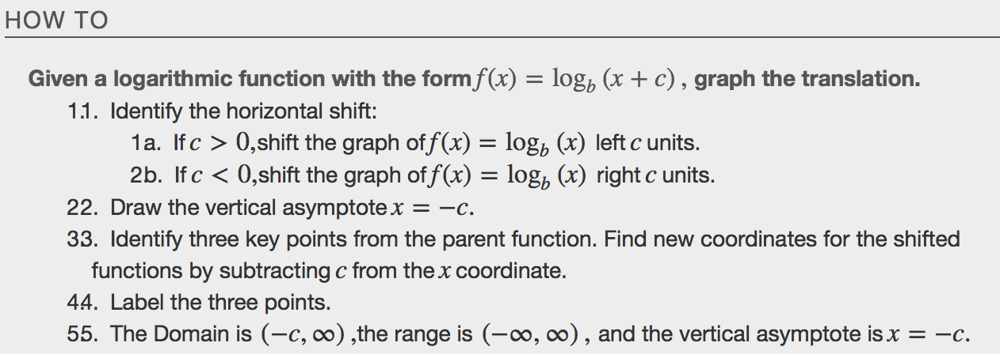 HOW TO
Given a logarithmic function with the form f(x) = log_b (x + c) , graph the translation.
11. Identify the horizontal shift:
1a. If c > 0,shift the graph of f(x) = log_b (x) left c units.
2b. If c < 0,shift the graph of f(x) = log_b (x) right c units.
22. Draw the vertical asymptote x = −c.
33. Identify three key points from the parent function. Find new coordinates for the shifted
functions by subtracting c from the x coordinate.
44. Label the three points.
55. The Domain is (−c, ∞) ,the range is (−∞, ∞) , and the vertical asymptote is x = −c.